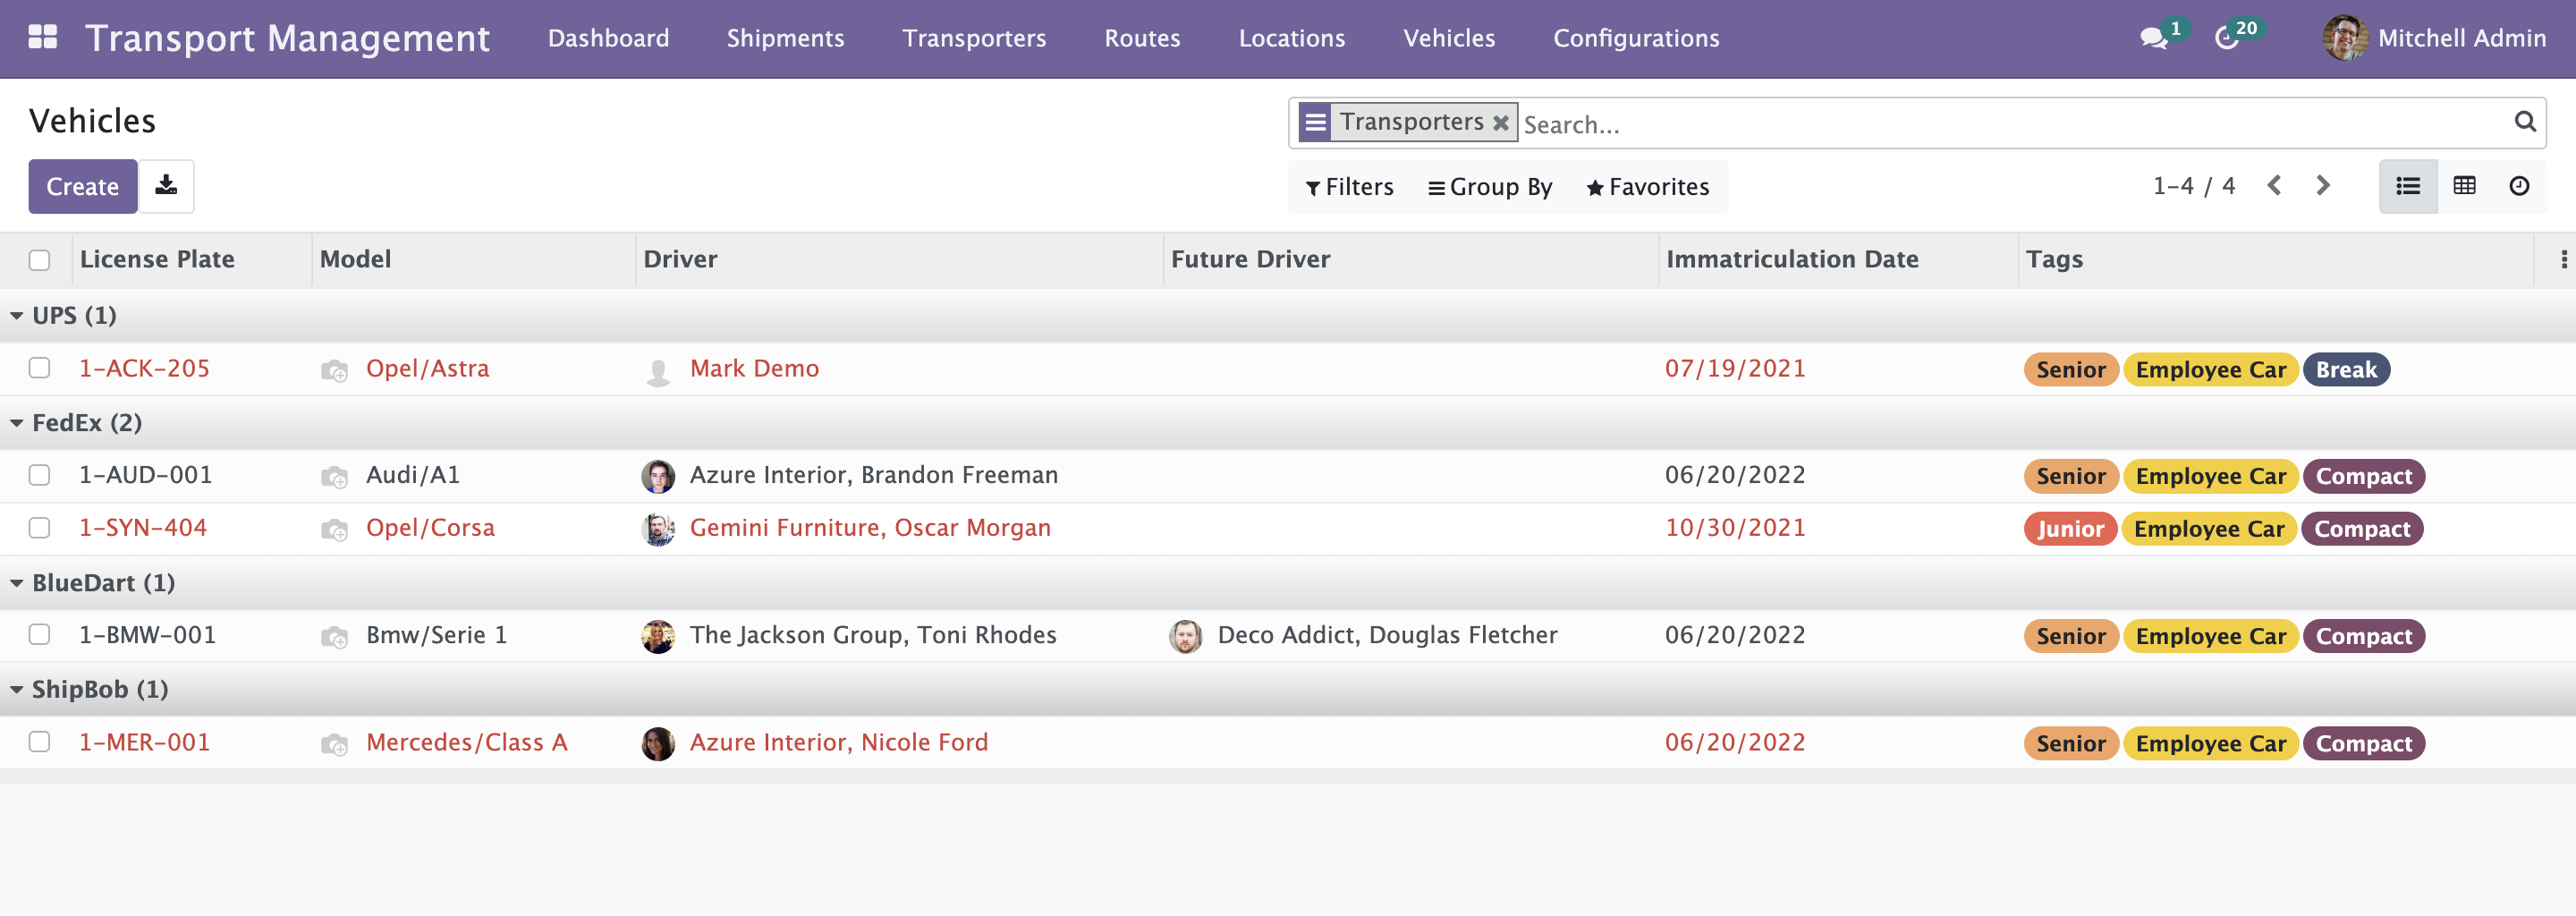 Transport Management Dashboard Shipments Transporters Routes Locations Vehicles Configurations 1 20 Mitchell Admin
Vehicles Transporters Search...
Create Filters Group By Favorites 1-4 / 4
License Plate Model Driver Future Driver Immatriculation Date Tags
UPS (1)
1-ACK-205 Opel/Astra Mark Demo 07/19/2021 Senior Employee Car Break
FedEx (2)
1-AUD-001 Audi/A1 Azure Interior, Brandon Freeman 06/20/2022 Senior Employee Car Compact
1-SYN-404 Opel/Corsa Gemini Furniture, Oscar Morgan 10/30/2021 Junior Employee Car Compact
BlueDart (1)
1-BMW-001 Bmw/Serie 1 The Jackson Group, Toni Rhodes Deco Addict, Douglas Fletcher 06/20/2022 Senior Employee Car Compact
ShipBob (1)
1-MER-001 Mercedes/Class A Azure Interior, Nicole Ford 06/20/2022 Senior Employee Car Compact